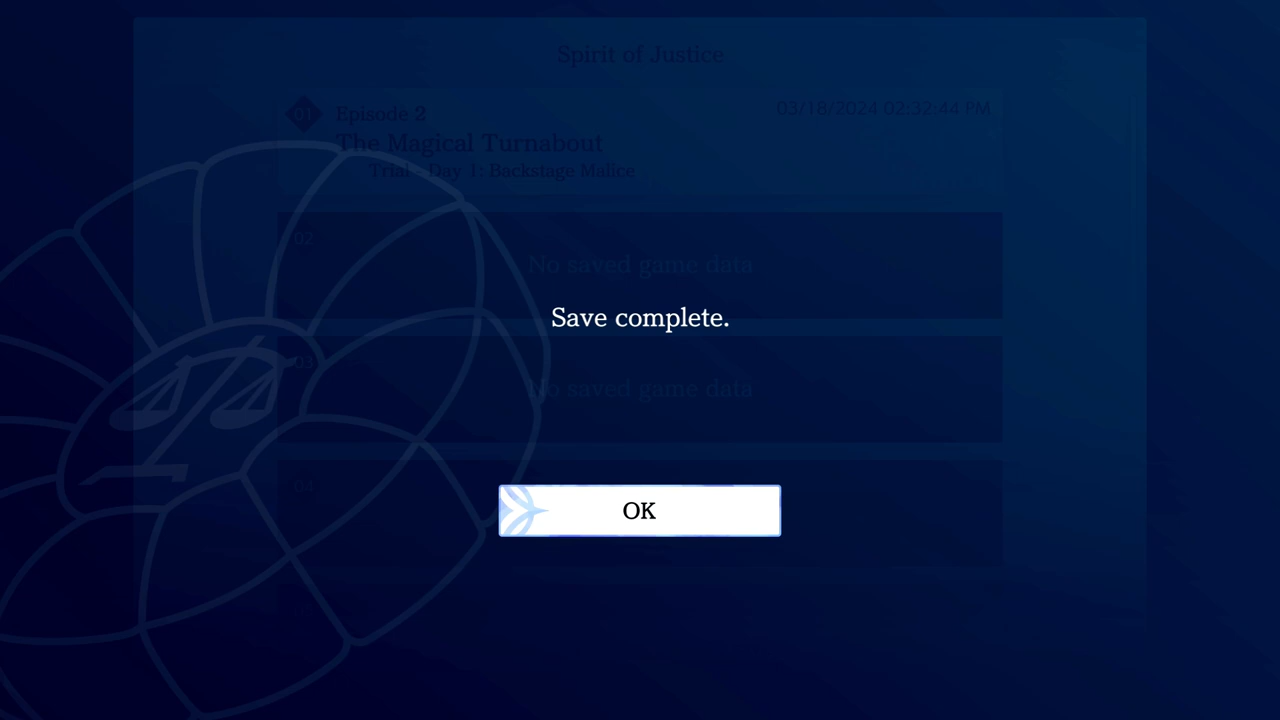 Spirit of Justice
01
Episode 2
03/18/2024 02:32:44 PM
The Magical Turnabout
Trial - Day 1: Backstage Malice
02
No saved game data
Save complete.
03
No saved game data
04
OK